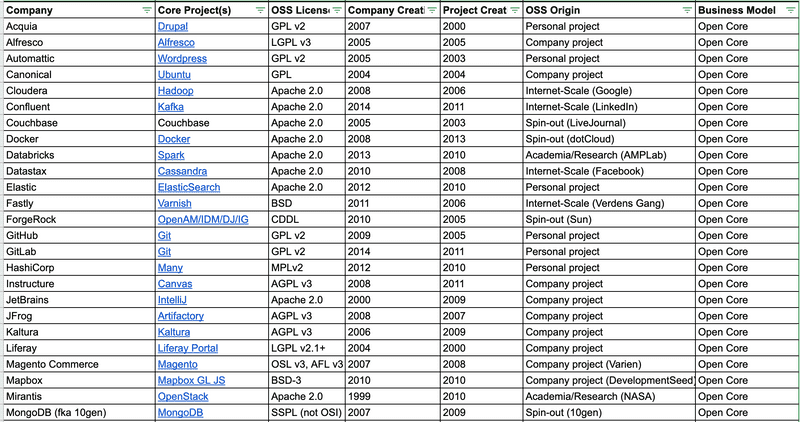 Company Core Project(s) OSS License Company Creati Project Creat OSS Origin Business Model
Acquia Drupal GPL v2 2007 2000 Personal project Open Core
Alfresco Alfresco LGPL v3 2005 2005 Company project Open Core
Automattic Wordpress GPL v2 2005 2003 Personal project Open Core
Canonical Ubuntu GPL 2004 2004 Company project Open Core
Cloudera Hadoop Apache 2.0 2008 2006 Internet-Scale (Google) Open Core
Confluent Kafka Apache 2.0 2014 2011 Internet-Scale (LinkedIn) Open Core
Couchbase Couchbase Apache 2.0 2005 2003 Spin-out (LiveJournal) Open Core
Docker Docker Apache 2.0 2008 2013 Spin-out (dotCloud) Open Core
Databricks Spark Apache 2.0 2013 2010 Academia/Research (AMPLab) Open Core
Datastax Cassandra Apache 2.0 2010 2008 Internet-Scale (Facebook) Open Core
Elastic ElasticSearch Apache 2.0 2012 2010 Personal project Open Core
Fastly Varnish BSD 2011 2006 Internet-Scale (Verdens Gang) Open Core
ForgeRock OpenAM/IDM/DJ/IG CDDL 2010 2005 Spin-out (Sun) Open Core
GitHub Git GPL v2 2009 2005 Personal project Open Core
GitLab Git GPL v2 2014 2011 Personal project Open Core
HashiCorp Many MPLv2 2012 2010 Personal project Open Core
Instructure Canvas AGPL v3 2008 2011 Company project Open Core
JetBrains IntelliJ Apache 2.0 2000 2009 Company project Open Core
JFrog Artifactory AGPL v3 2008 2007 Company project Open Core
Kaltura Kaltura AGPL v3 2006 2009 Company project Open Core
Liferay Liferay Portal LGPL v2.1+ 2004 2000 Company project Open Core
Magento Commerce Magento OSL v3, AFL v3 2007 2008 Company project (Varien) Open Core
Mapbox Mapbox GL JS BSD-3 2010 2010 Company project (DevelopmentSeed) Open Core
Mirantis OpenStack Apache 2.0 1999 2010 Academia/Research (NASA) Open Core
MongoDB (fka 10gen) MongoDB SSPL (not OSI) 2007 2009 Spin-out (10gen) Open Core